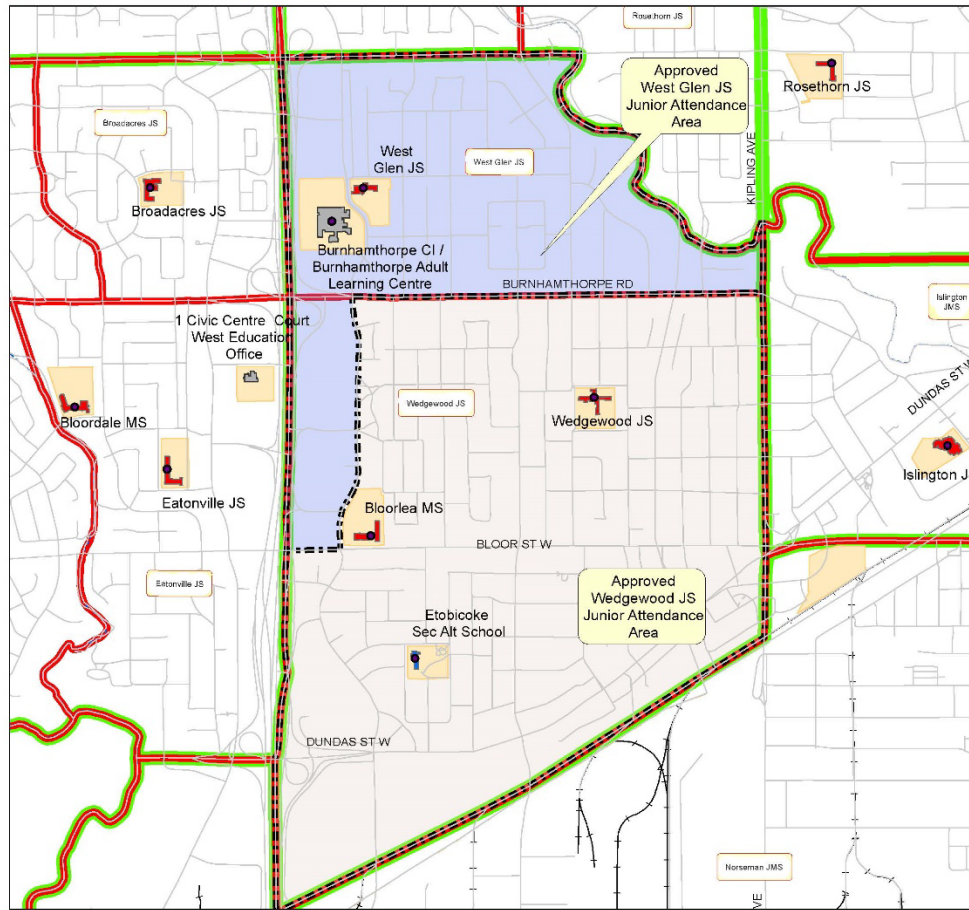 Rosethorn JS
Approved
West Glen JS
Junior Attendance
Area
Rosethorn JS
KIPLING AVE
Broadacres JS
West
Glen JS
West Glen JS
Broadacres JS
Burnhamthorpe CI /
Burnhamthorpe Adult
Learning Centre
BURNHAMTHORPE RD
1 Civic Centre Court
West Education
Office
Islington
JMS
DUNDAS ST W
Wedgewood JS
Wedgewood JS
Bloordale MS
Eatonville JS
Bloorlea MS
Islington J
BLOOR ST W
Eatonville JS
Approved
Wedgewood JS
Junior Attendance
Area
Etobicoke
Sec Alt School
DUNDAS ST W
Norseman JMS
AVE